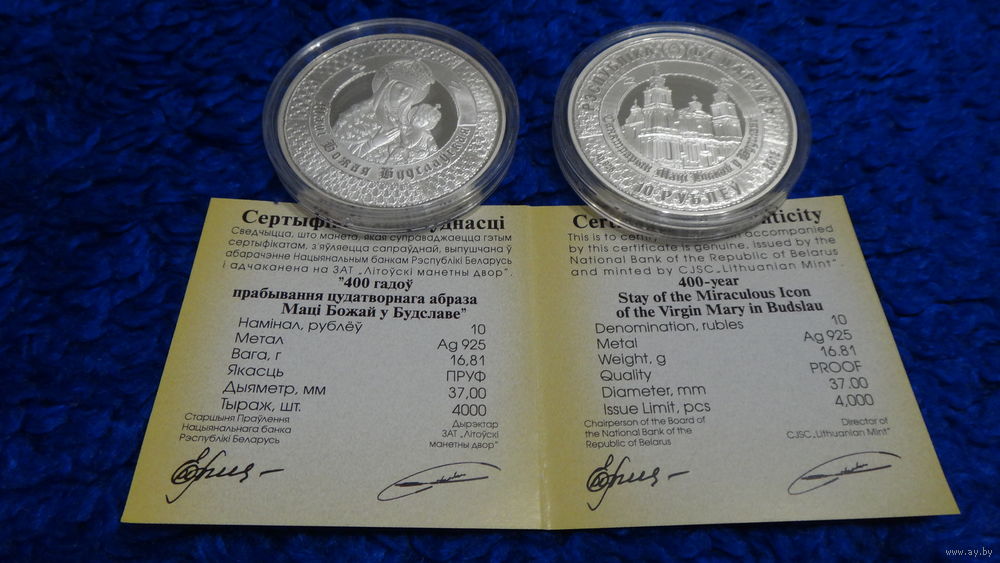 Божая Будслаўская
10 РУБЛЁЎ
Сведчыцца, што манета, якая суправаджаецца гэтым
сертыфікатам, з'яўляецца сапраўднай, выпушчана ў
абарачэнне Нацыянальным банкам Рэспублікі Беларусь
і адчаканена на ЗАТ „Літоўскі манетны двор”.
"400 гадоў
прабывання цудатворнага абраза
Маці Божай у Будславе"
Намінал, рублёў 10
Метал Ag 925
Вага, г 16,81
Якасць ПРУФ
Дыяметр, мм 37,00
Тыраж, шт. 4000
Старшыня Праўлення
Нацыянальнага банка
Рэспублікі Беларусь
Дырэктар
ЗАТ „Літоўскі
манетны двор”
This is to
accompanied
by this certificate is genuine, issued by the
National Bank of the Republic of Belarus
and minted by CJSC „Lithuanian Mint”.
400-year
Stay of the Miraculous Icon
of the Virgin Mary in Budslau
Denomination, rubles 10
Metal Ag 925
Weight, g 16.81
Quality PROOF
Diameter, mm 37.00
Issue Limit, pcs 4,000
Chairperson of the Board of
the National Bank of the
Republic of Belarus
Director of
CJSC „Lithuanian Mint”
www.ay.by